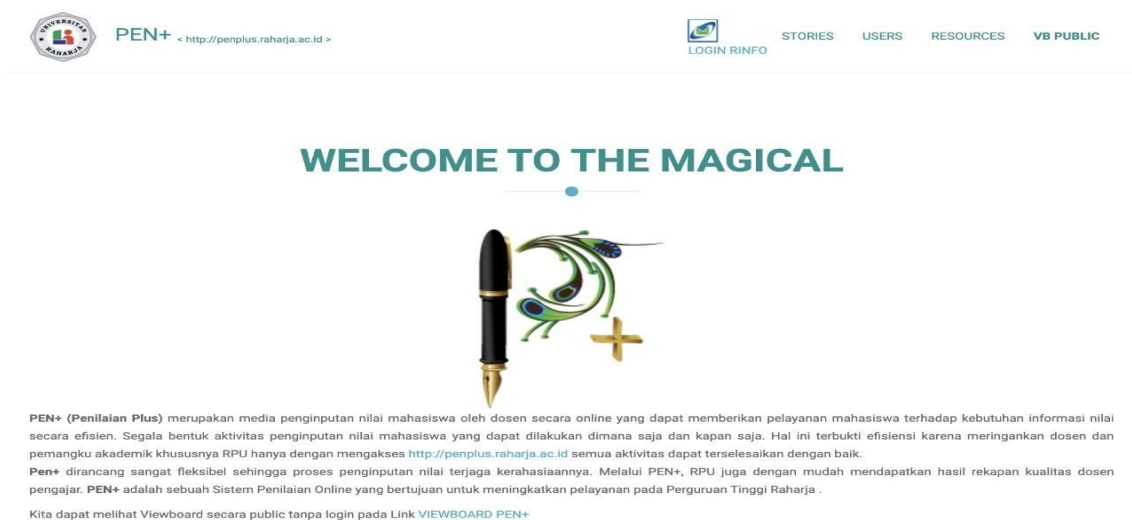 UNIVERSITAS RAHARJA
PEN+ < http://penplus.raharja.ac.id >
LOGIN RINFO
STORIES
USERS
RESOURCES
VB PUBLIC
WELCOME TO THE MAGICAL
PEN+ (Penilaian Plus) merupakan media penginputan nilai mahasiswa oleh dosen secara online yang dapat memberikan pelayanan mahasiswa terhadap kebutuhan informasi nilai
secara efisien. Segala bentuk aktivitas penginputan nilai mahasiswa yang dapat dilakukan dimana saja dan kapan saja. Hal ini terbukti efisiensi karena meringankan dosen dan
pemangku akademik khususnya RPU hanya dengan mengakses http://penplus.raharja.ac.id semua aktivitas dapat terselesaikan dengan baik.
Pen+ dirancang sangat fleksibel sehingga proses penginputan nilai terjaga kerahasiaannya. Melalui PEN+, RPU juga dengan mudah mendapatkan hasil rekapan kualitas dosen
pengajar. PEN+ adalah sebuah Sistem Penilaian Online yang bertujuan untuk meningkatkan pelayanan pada Perguruan Tinggi Raharja .
Kita dapat melihat Viewboard secara public tanpa login pada Link VIEWBOARD PEN+